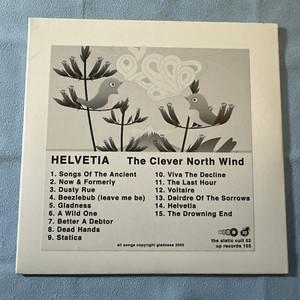 HELVETIA The Clever North Wind
1. Songs Of The Ancient
2. Now & Formerly
3. Dusty Rue
4. Beezlebub (leave me be)
5. Gladness
6. A Wild One
7. Better A Debtor
8. Dead Hands
9. Statica
10. Viva The Decline
11. The Last Hour
12. Voltaire
13. Deirdre Of The Sorrows
14. Helvetia
15. The Drowning End
all songs copyright gladness 2005
the static cult 02
up records 105